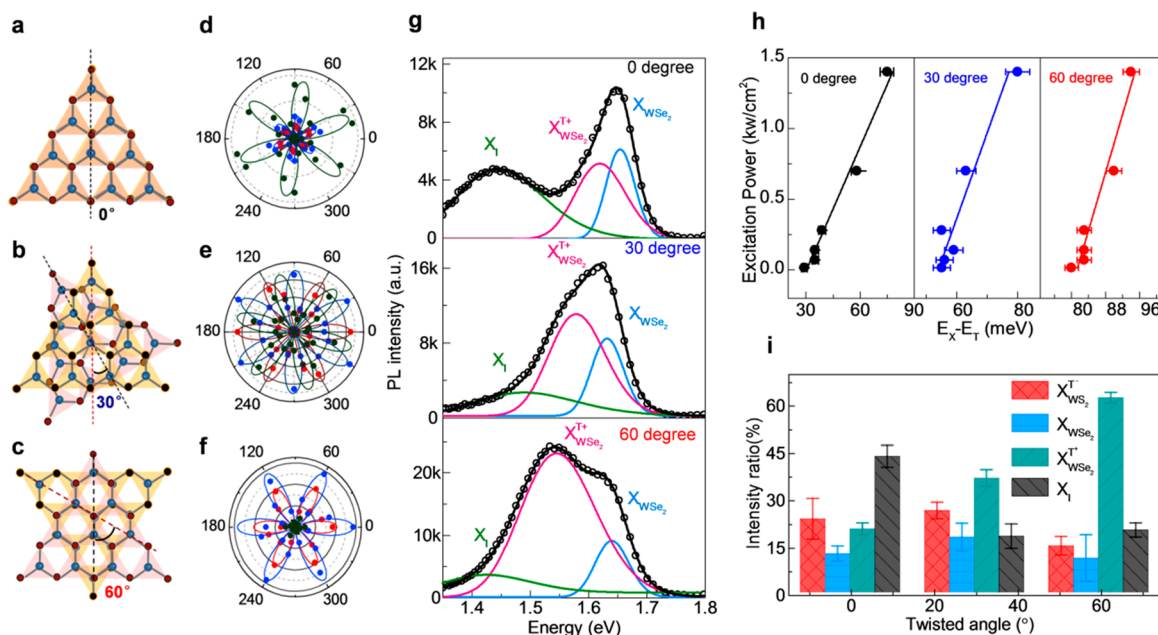 a
0°
b
30°
c
60°
d
120
60
180
0
240
300
e
120
60
180
0
240
300
f
120
60
180
0
240
300
g
PL intensity (a.u.)
12k
8k
4k
0
0 degree
X_I
X_WSe₂^T+
X_WSe₂
16k
8k
0
30 degree
X_I
X_WSe₂^T+
X_WSe₂
20k
10k
0
60 degree
X_I
X_WSe₂^T+
X_WSe₂
1.4 1.5 1.6 1.7 1.8
Energy (eV)
h
Excitation Power (kw/cm²)
1.5
1.0
0.5
0.0
0 degree
30 degree
60 degree
30 60 90 60 80 80 88 96
E_X-E_T (meV)
i
Intensity ratio(%)
60
45
30
15
0
X_WS₂^T-
X_WSe₂
X_WSe₂^T+
X_I
0 20 40 60
Twisted angle (°)